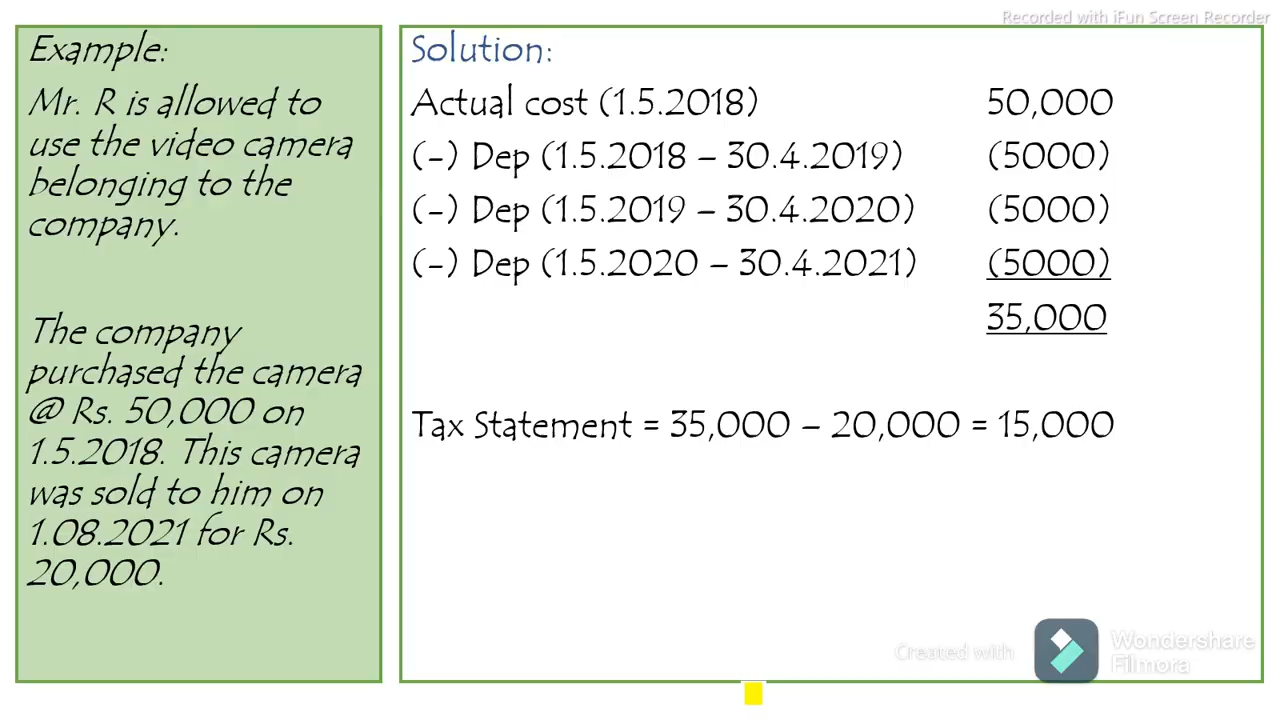 Recorded with iFun Screen Recorder
Example:
Mr. R is allowed to
use the video camera
belonging to the
company.
The company
purchased the camera
@ Rs. 50,000 on
1.5.2018. This camera
was sold to him on
1.08.2021 for Rs.
20,000.
Solution:
Actual cost (1.5.2018) 50,000
(-) Dep (1.5.2018 – 30.4.2019) (5000)
(-) Dep (1.5.2019 – 30.4.2020) (5000)
(-) Dep (1.5.2020 – 30.4.2021) (5000)
35,000
Tax Statement = 35,000 – 20,000 = 15,000
Created with
Wondershare
Filmora